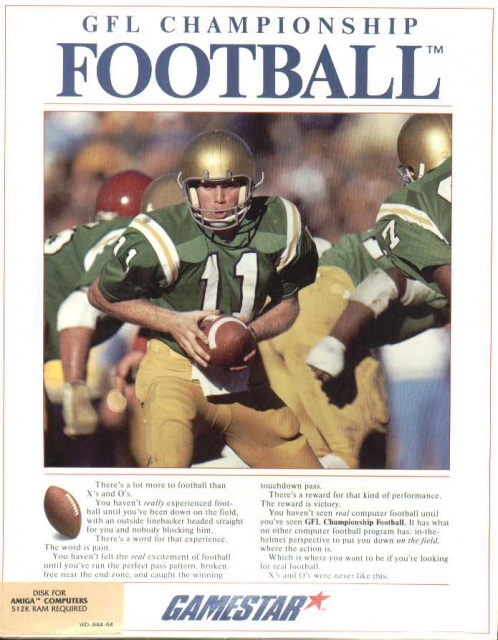 GFL CHAMPIONSHIP
FOOTBALL™
11
11
7
There's a lot more to football than
X's and O's.
You haven't really experienced foot-
ball until you've been down on the field,
with an outside linebacker headed straight
for you and nobody blocking him.
There's a word for that experience.
The word is pain.
You haven't felt the real excitement of football
until you've run the perfect pass pattern, broken
free near the end zone, and caught the winning
touchdown pass.
There's a reward for that kind of performance.
The reward is victory.
You haven't seen real computer football until
you've seen GFL Championship Football. It has what
no other computer football program has: in-the-
helmet perspective to put you down on the field,
where the action is.
Which is where you want to be if you're looking
for real football.
X's and O's were never like this.
DISK FOR
AMIGA™ COMPUTERS
512K RAM REQUIRED
WD-944-64
GAMESTAR